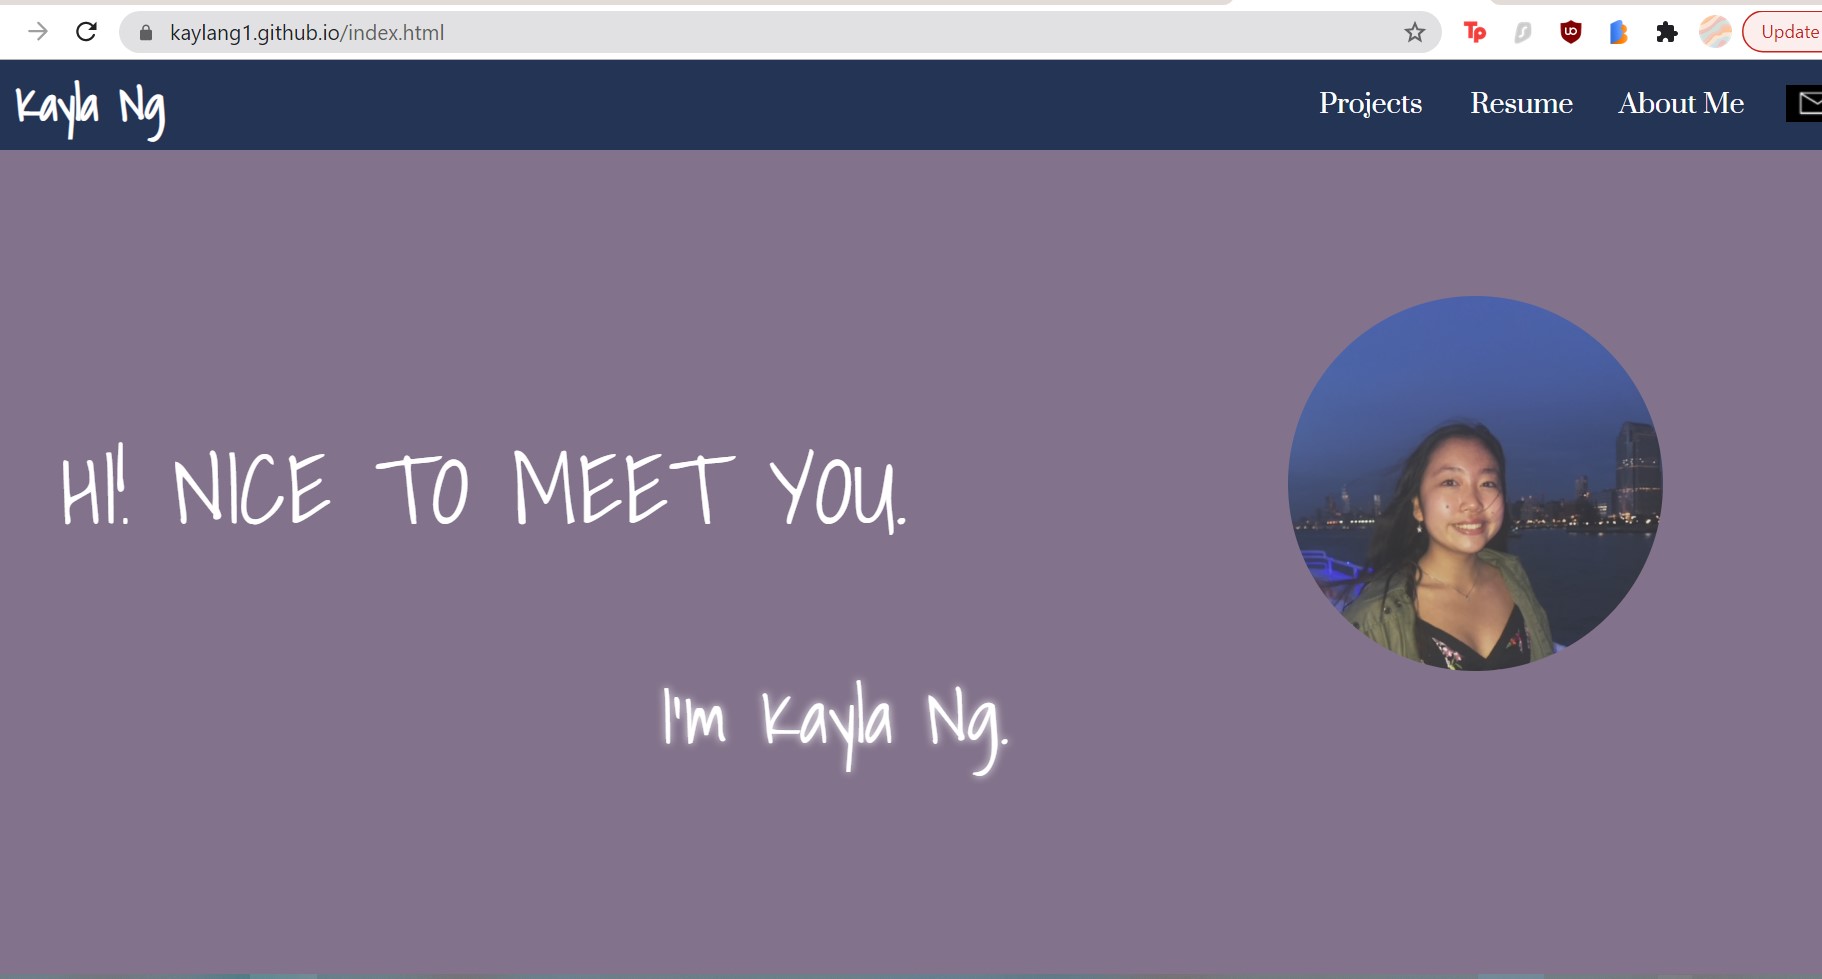 kaylang1.github.io/index.html
Tp
UO
Update
Kayla Ng
Projects Resume About Me
HI! NICE TO MEET YOU.
I'm Kayla Ng.